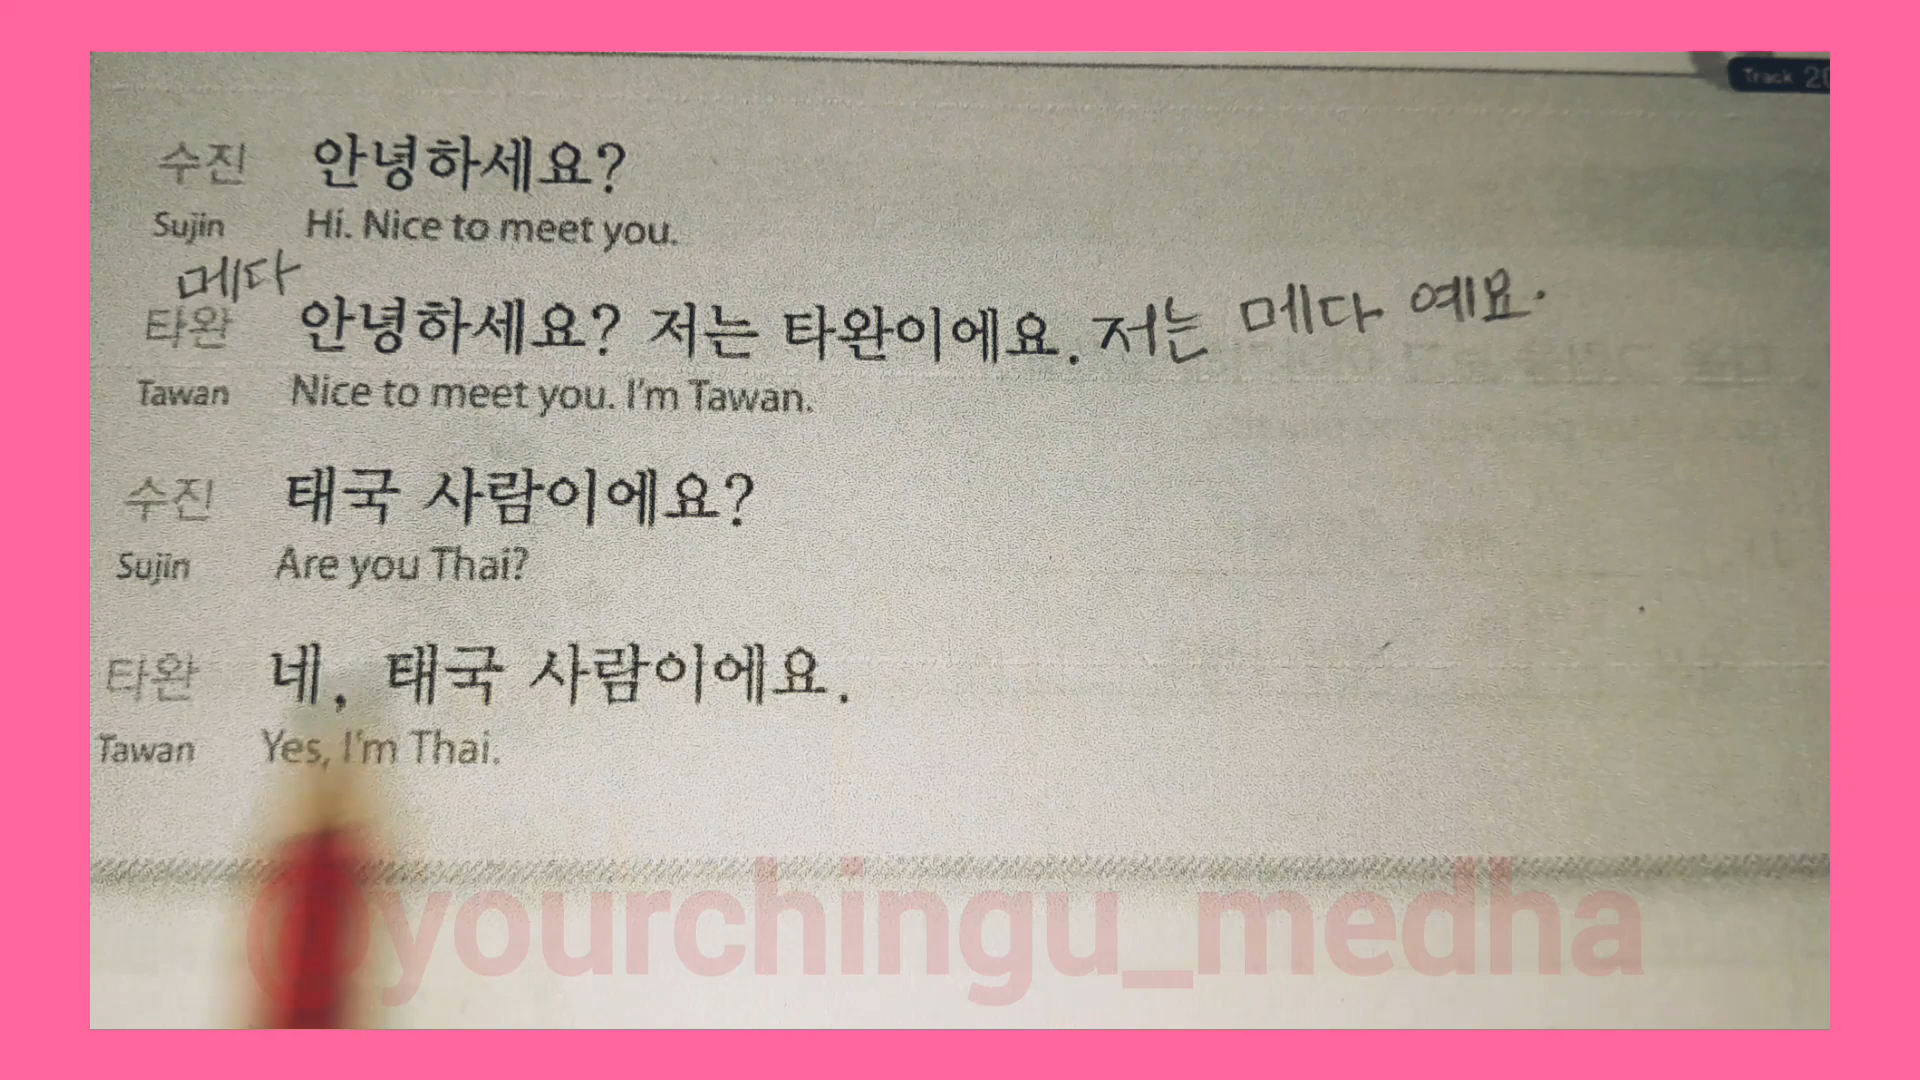 Track 20
수진 안녕하세요?
Sujin Hi. Nice to meet you.
메다
타완 안녕하세요? 저는 타완이에요. 저는 메다 예요.
Tawan Nice to meet you. I'm Tawan.
수진 태국 사람이에요?
Sujin Are you Thai?
타완 네, 태국 사람이에요.
Tawan Yes, I'm Thai.
@yourchingu_medha